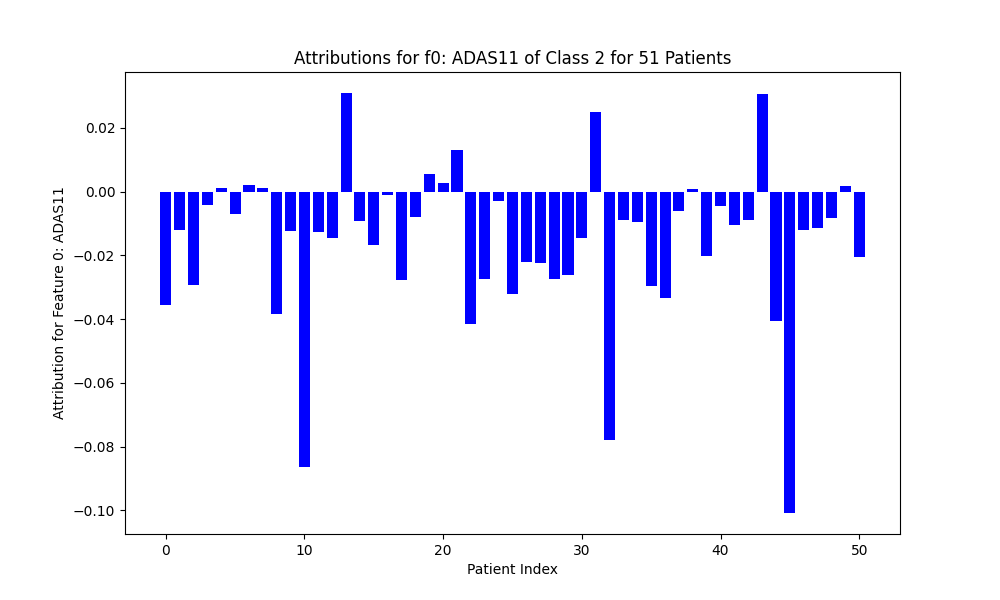 Attributions for f0: ADAS11 of Class 2 for 51 Patients
Attribution for Feature 0: ADAS11
0.02
0.00
−0.02
−0.04
−0.06
−0.08
−0.10
0 10 20 30 40 50
Patient Index